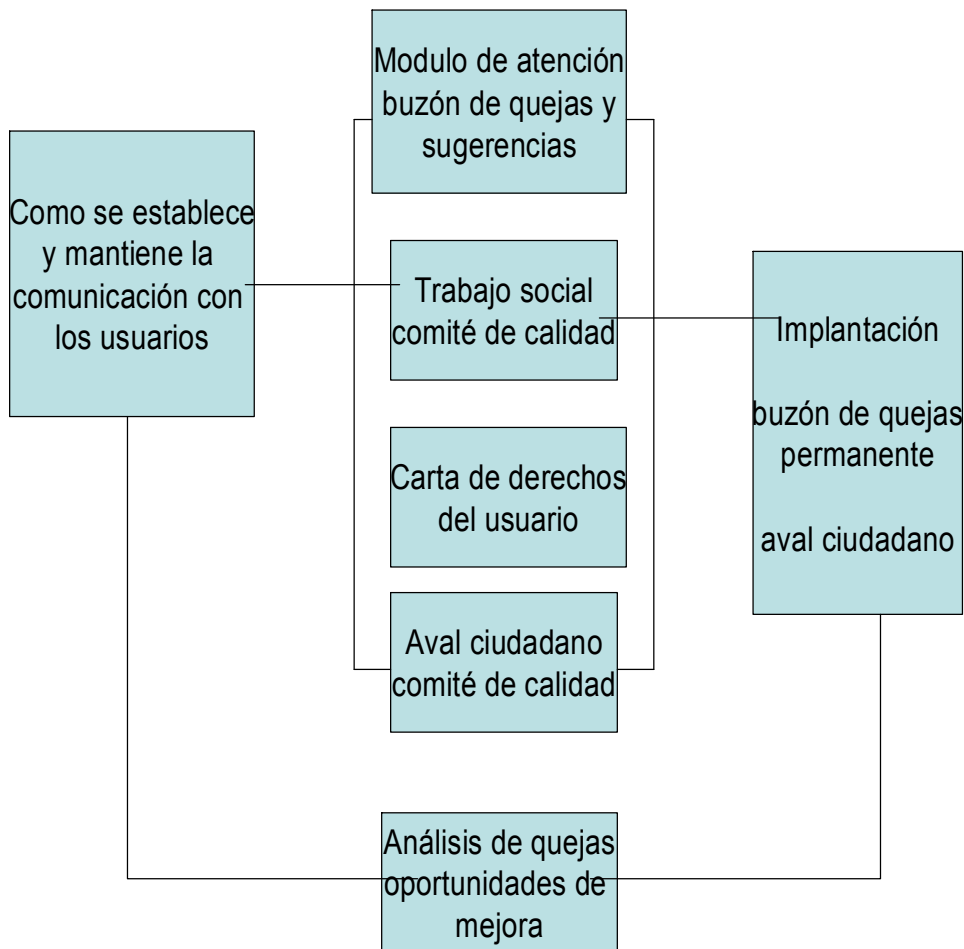 Como se establece
y mantiene la
comunicación con
los usuarios
Modulo de atención
buzón de quejas y
sugerencias
Trabajo social
comité de calidad
Carta de derechos
del usuario
Aval ciudadano
comité de calidad
Implantación
buzón de quejas
permanente
aval ciudadano
Análisis de quejas
oportunidades de
mejora